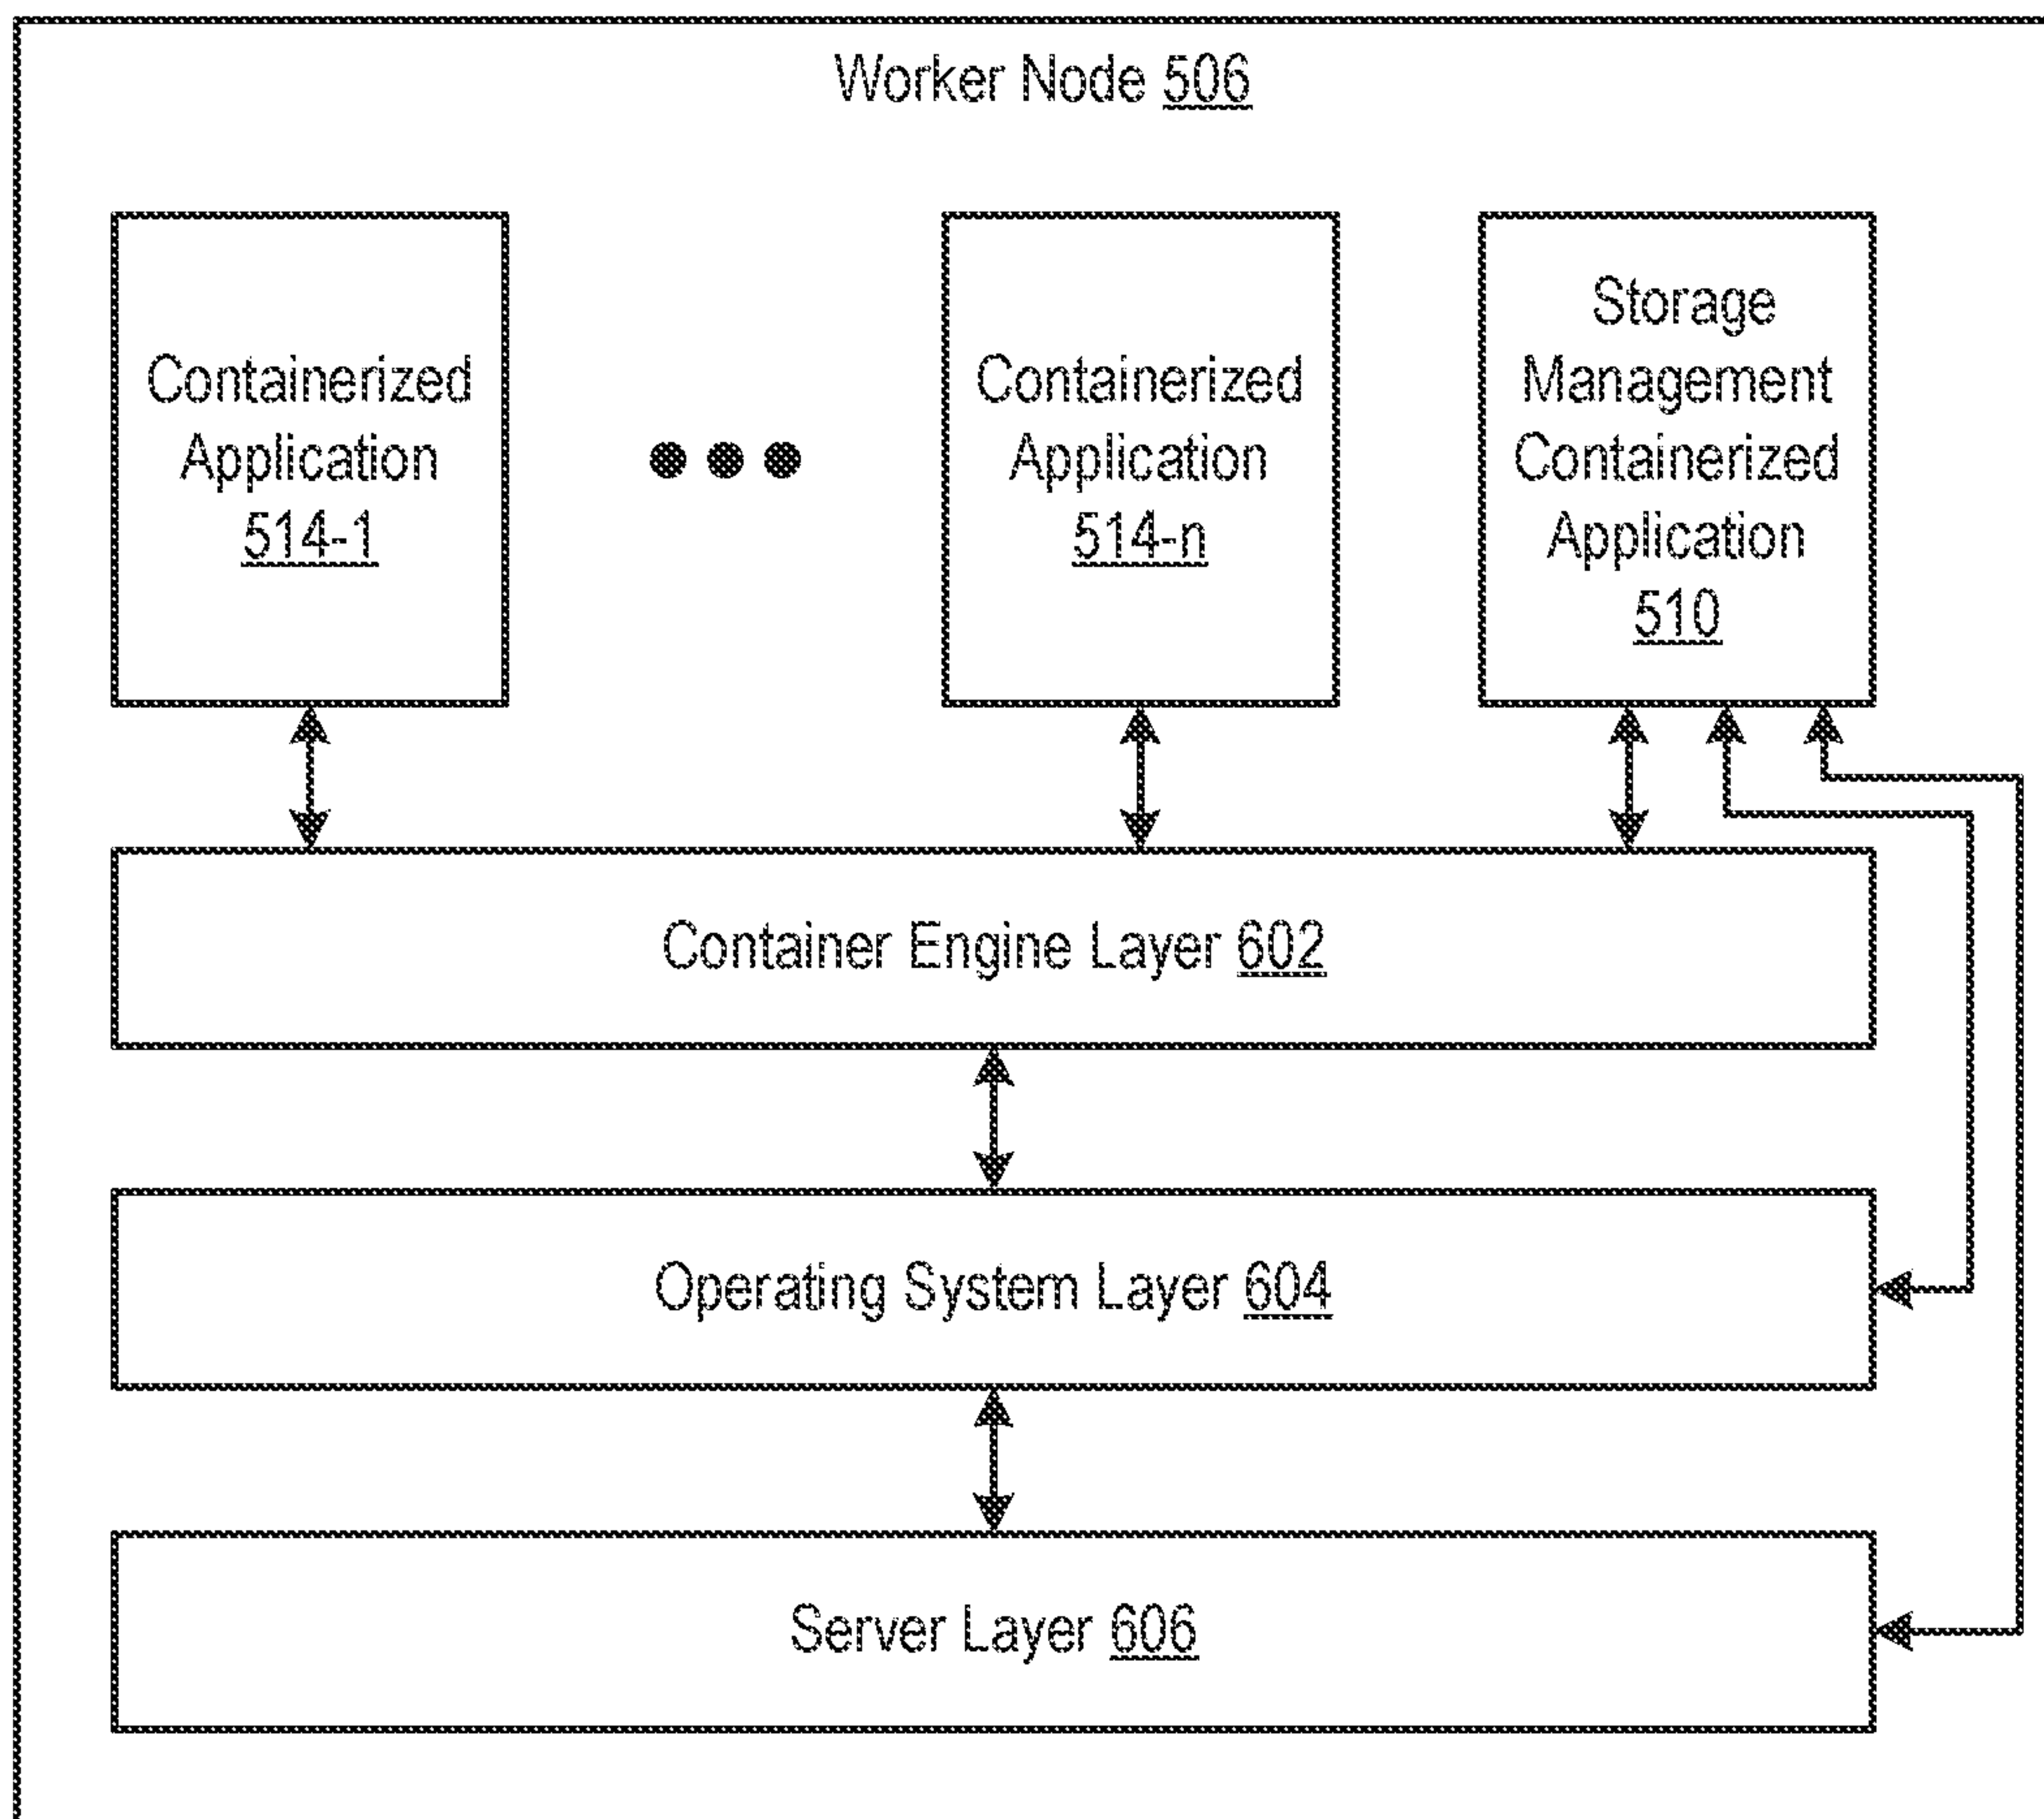 Worker Node 506
Containerized
Application
514-1
Containerized
Application
514-n
Storage
Management
Containerized
Application
510
Container Engine Layer 602
Operating System Layer 604
Server Layer 606